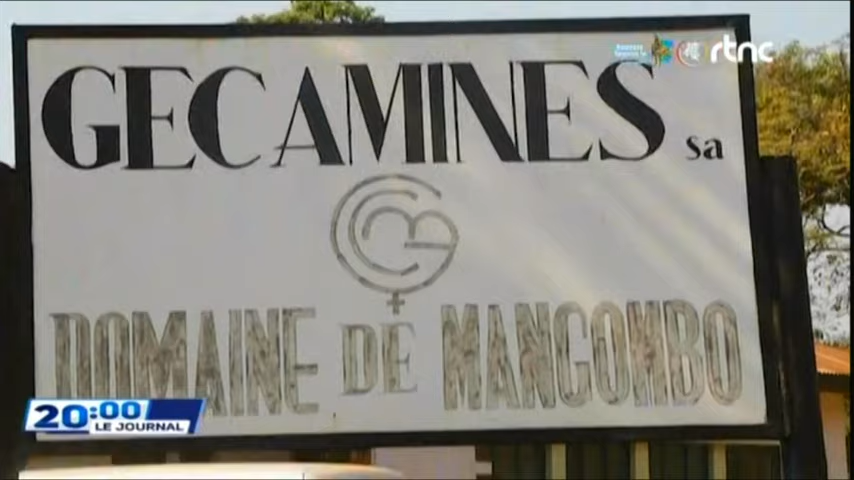 rtnc
GECAMINES sa
DOMAINE DE MANGOMBO
20:00
LE JOURNAL